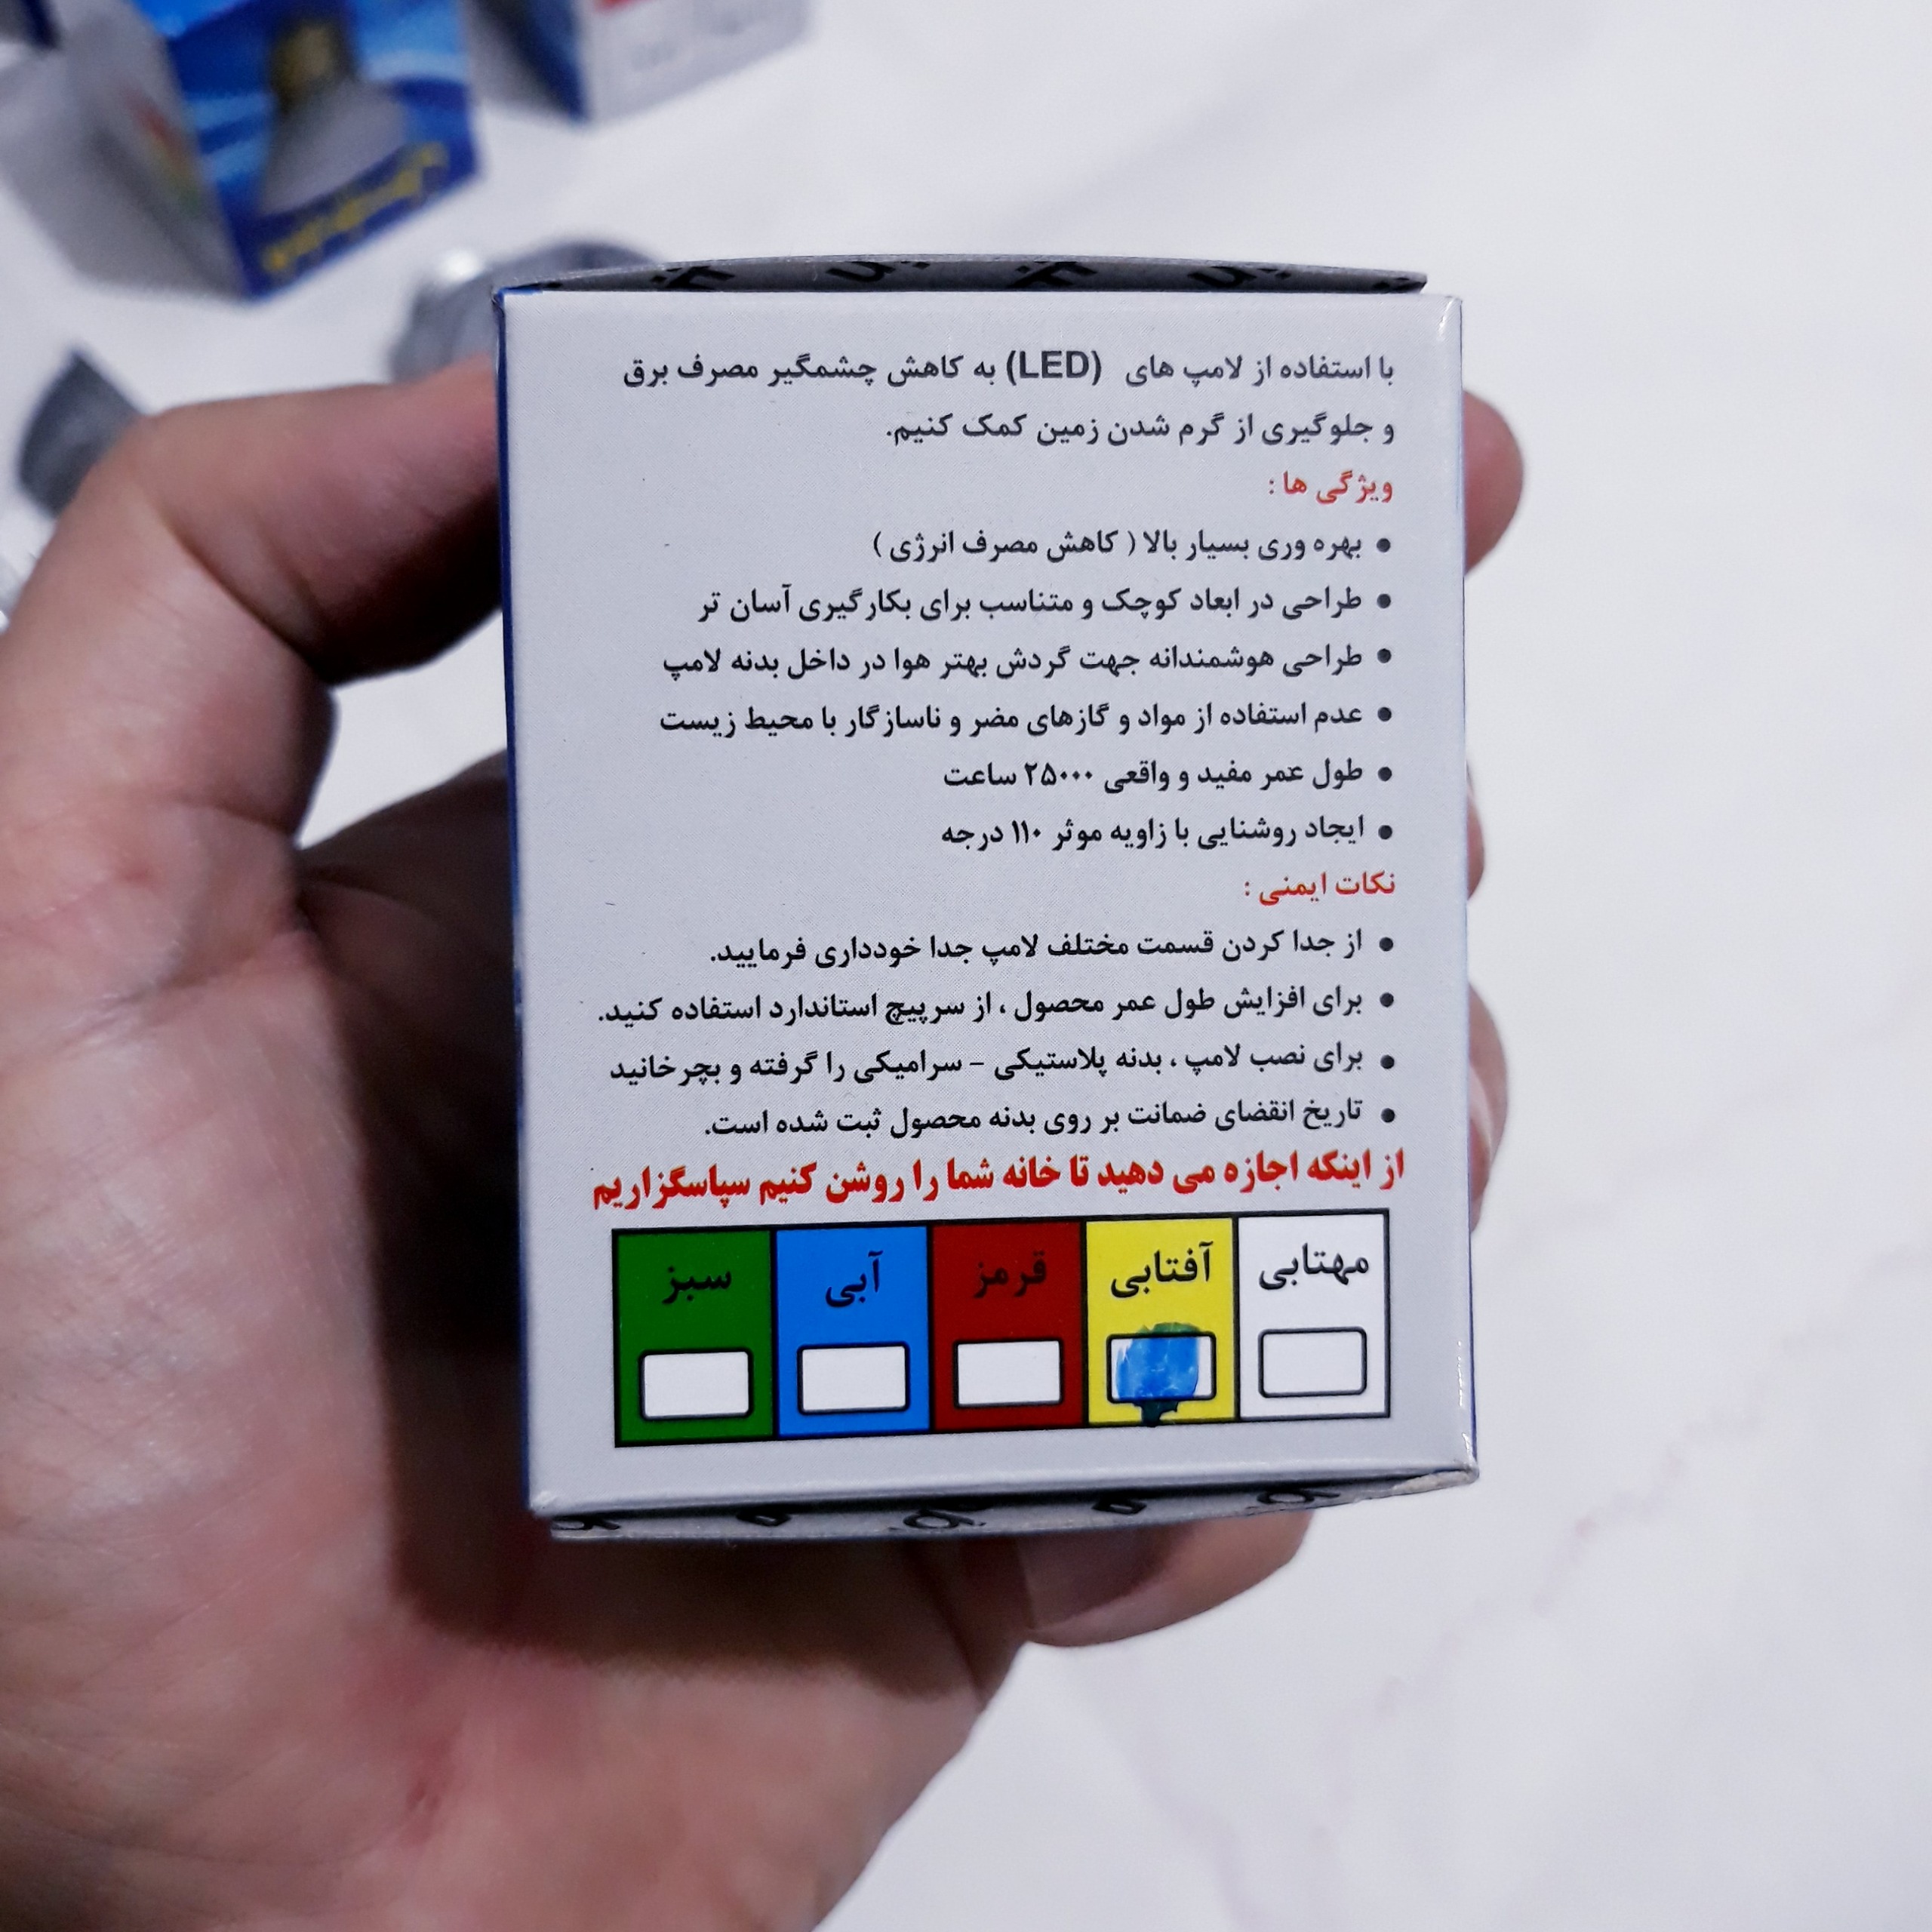 با استفاده از لامپ های (LED) به کاهش چشمگیر مصرف برق
و جلوگیری از گرم شدن زمین کمک کنیم.
ویژگی ها :
● بهره وری بسیار بالا ( کاهش مصرف انرژی )
● طراحی در ابعاد کوچک و متناسب برای بکارگیری آسان تر
● طراحی هوشمندانه جهت گردش بهتر هوا در داخل بدنه لامپ
● عدم استفاده از مواد و گازهای مضر و ناسازگار با محیط زیست
● طول عمر مفید و واقعی ۲۵۰۰۰ ساعت
● ایجاد روشنایی با زاویه موثر ۱۱۰ درجه
نکات ایمنی :
● از جدا کردن قسمت مختلف لامپ جدا خودداری فرمایید.
● برای افزایش طول عمر محصول ، از سرپیچ استاندارد استفاده کنید.
● برای نصب لامپ ، بدنه پلاستیکی - سرامیکی را گرفته و بچرخانید
● تاریخ انقضای ضمانت بر روی بدنه محصول ثبت شده است.
از اینکه اجازه می دهید تا خانه شما را روشن کنیم سپاسگزاریم
مهتابی آفتابی قرمز آبی سبز